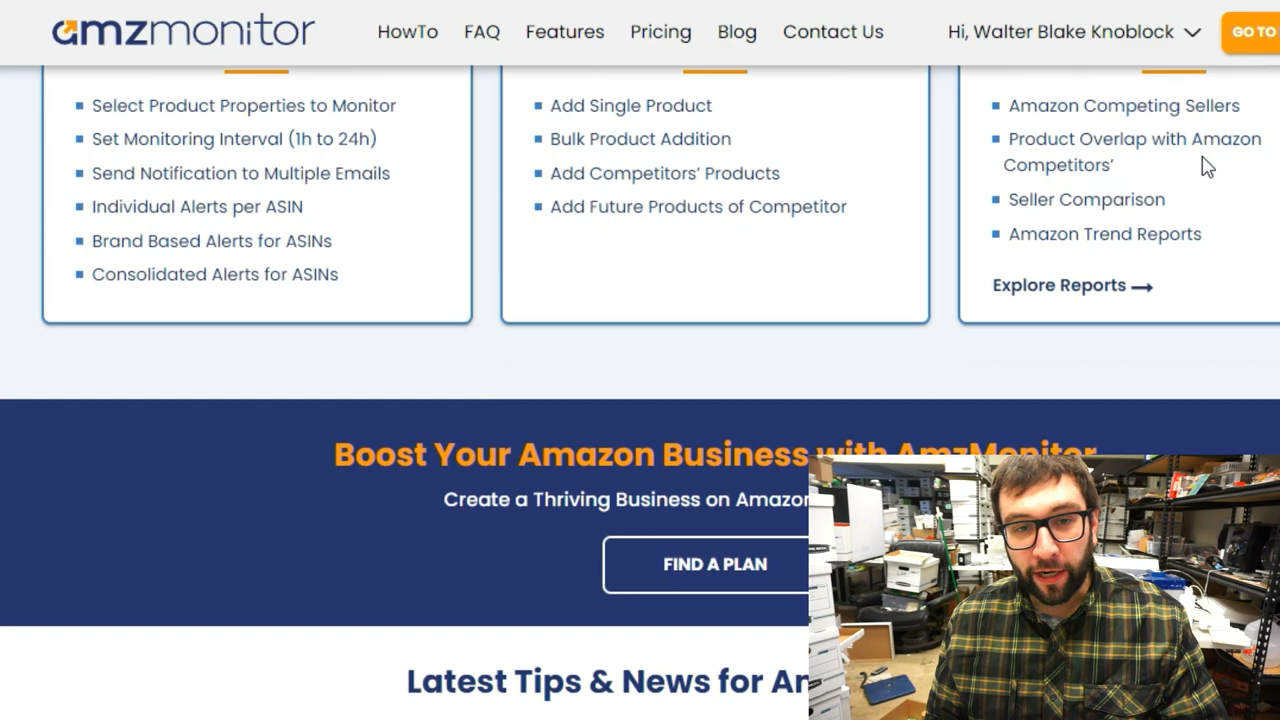 amzmonitor HowTo FAQ Features Pricing Blog Contact Us Hi, Walter Blake Knoblock GO TO
Select Product Properties to Monitor
Set Monitoring Interval (1h to 24h)
Send Notification to Multiple Emails
Individual Alerts per ASIN
Brand Based Alerts for ASINs
Consolidated Alerts for ASINs
Add Single Product
Bulk Product Addition
Add Competitors’ Products
Add Future Products of Competitor
Amazon Competing Sellers
Product Overlap with Amazon
Competitors’
Seller Comparison
Amazon Trend Reports
Explore Reports
Boost Your Amazon Business with AmzMonitor
Create a Thriving Business on Amazon
FIND A PLAN
Latest Tips & News for